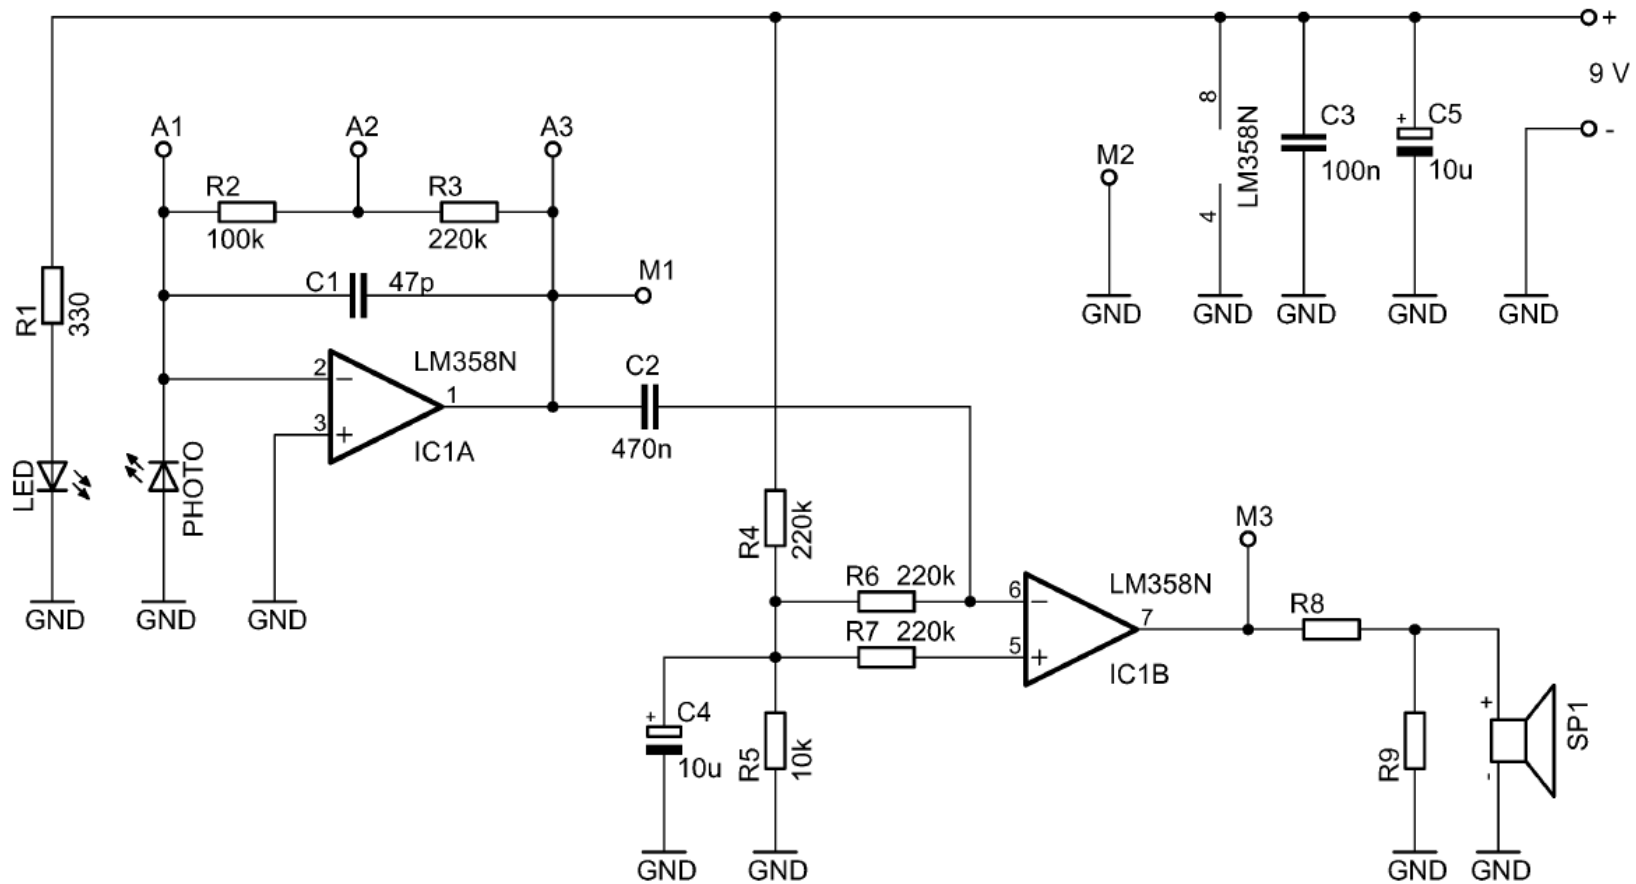 +
9 V
-
A1
A2
A3
R2
100k
R3
220k
C1
47p
M1
R1
330
M2
GND
8
4
LM358N
GND
C3
100n
GND
+
C5
10u
GND
GND
2
-
3
+
1
LM358N
IC1A
C2
470n
LED
GND
PHOTO
GND
GND
R4
220k
R6 220k
R7 220k
6
-
5
+
7
LM358N
IC1B
M3
R8
+
C4
10u
GND
R5
10k
GND
R9
GND
+
-
SP1
GND